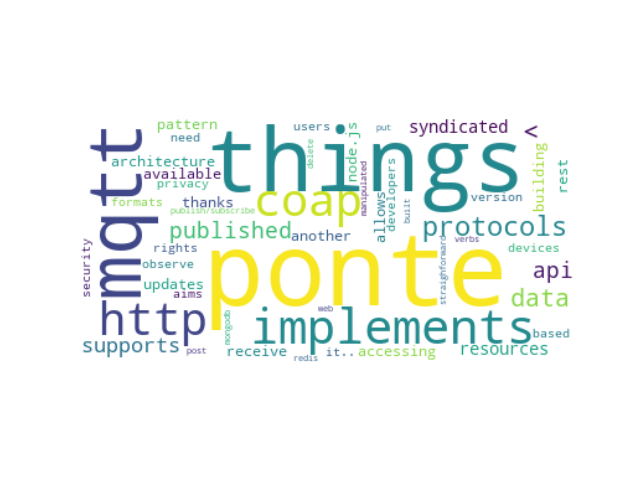 pattern
users
put
syndicated
<
need
things
node.js
delete
mqtt
architecture
available
privacy
manipulated
developers
building
rest
formats
thanks
coap
allows
built
version
publish/subscribe
published
another
protocols
rights
ponte
straightforward
verbs
devices
security
observe
api
updates
aims
data
http
mongodb
web
implements
based
supports
post
receive
redis
it..
accessing
resources